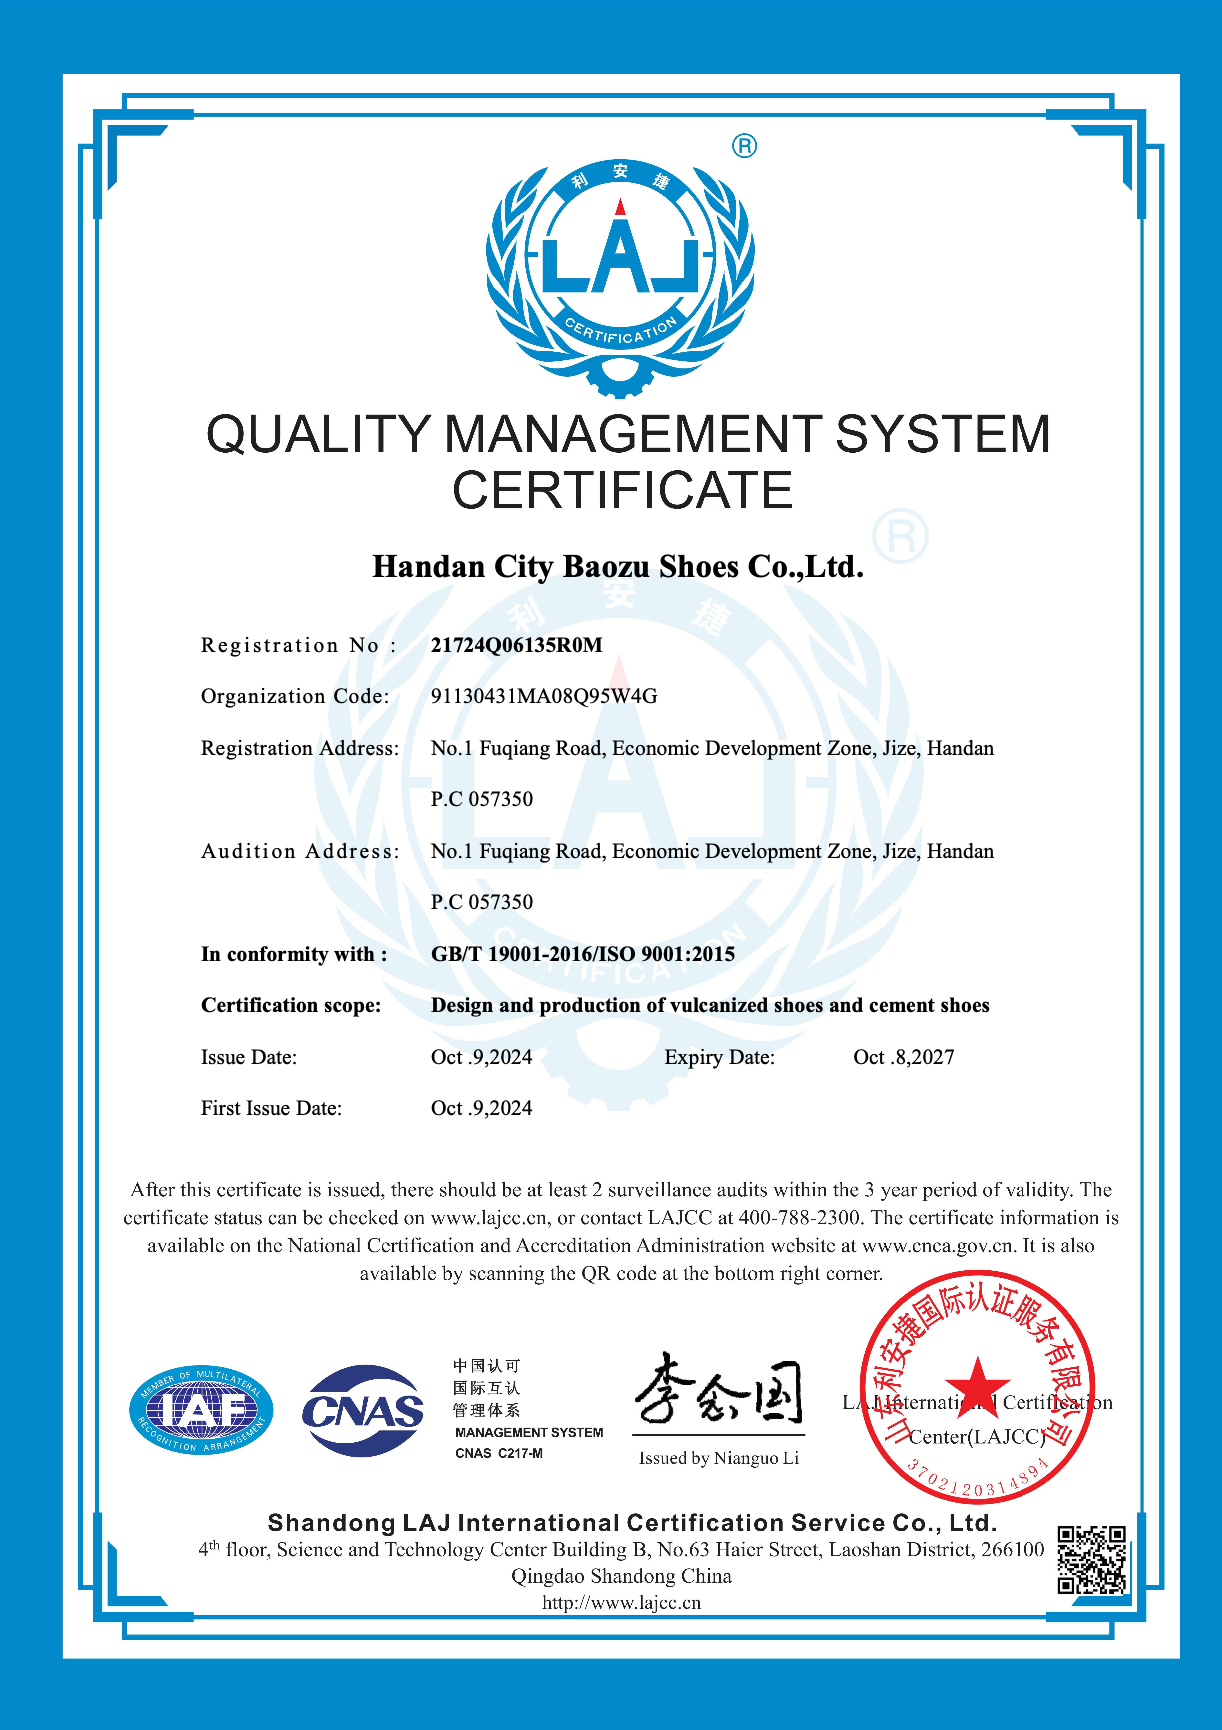 ®
利安捷
LAJ
CERTIFICATION
QUALITY MANAGEMENT SYSTEM
CERTIFICATE
®
Handan City Baozu Shoes Co.,Ltd.
利安捷
Registration No : 21724Q06135R0M
Organization Code: 91130431MA08Q95W4G
Registration Address: No.1 Fuqiang Road, Economic Development Zone, Jize, Handan
P.C 057350
LAJ
Audition Address: No.1 Fuqiang Road, Economic Development Zone, Jize, Handan
P.C 057350
In conformity with : GB/T 19001-2016/ISO 9001:2015
CERTIFICATION
Certification scope: Design and production of vulcanized shoes and cement shoes
Issue Date: Oct .9,2024 Expiry Date: Oct .8,2027
First Issue Date: Oct .9,2024
After this certificate is issued, there should be at least 2 surveillance audits within the 3 year period of validity. The
certificate status can be checked on www.lajcc.cn, or contact LAJCC at 400-788-2300. The certificate information is
available on the National Certification and Accreditation Administration website at www.cnca.gov.cn. It is also
available by scanning the QR code at the bottom right corner.
MEMBER OF MULTILATERAL
IAF
RECOGNITION ARRANGEMENT
CNAS
中国认可
国际互认
管理体系
MANAGEMENT SYSTEM
CNAS C217-M
李念国
Issued by Nianguo Li
山东利安捷国际认证服务有限公司
LAJ International Certification
Center(LAJCC)
3702120314894
Shandong LAJ International Certification Service Co., Ltd.
4th floor, Science and Technology Center Building B, No.63 Haier Street, Laoshan District, 266100
Qingdao Shandong China
http://www.lajcc.cn